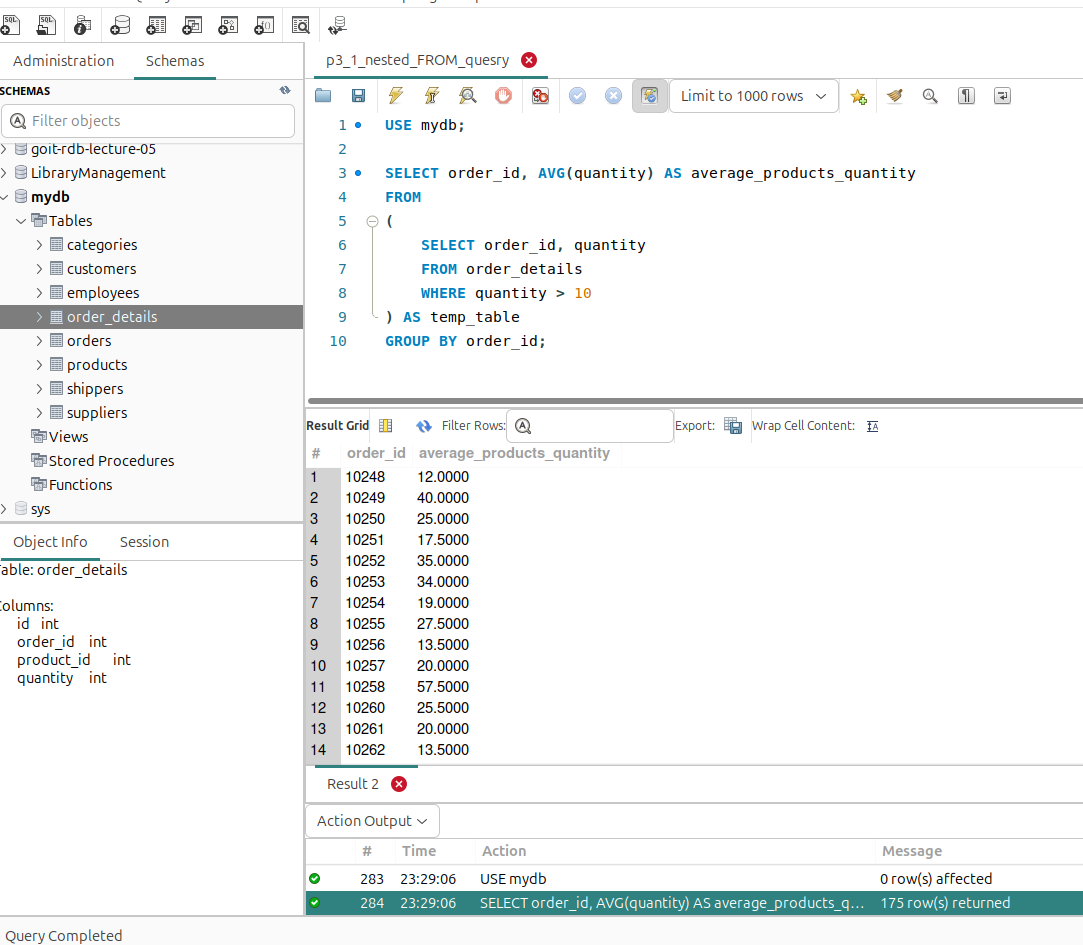 Administration Schemas
SCHEMAS
Filter objects
goit-rdb-lecture-05
LibraryManagement
mydb
Tables
categories
customers
employees
order_details
orders
products
shippers
suppliers
Views
Stored Procedures
Functions
sys
Object Info Session
able: order_details
olumns:
id int
order_id int
product_id int
quantity int
p3_1_nested_FROM_quesry
Limit to 1000 rows
1 USE mydb;
2
3 SELECT order_id, AVG(quantity) AS average_products_quantity
4 FROM
5 (
6 SELECT order_id, quantity
7 FROM order_details
8 WHERE quantity > 10
9 ) AS temp_table
10 GROUP BY order_id;
Result Grid Filter Rows: Export: Wrap Cell Content:
# order_id average_products_quantity
1 10248 12.0000
2 10249 40.0000
3 10250 25.0000
4 10251 17.5000
5 10252 35.0000
6 10253 34.0000
7 10254 19.0000
8 10255 27.5000
9 10256 13.5000
10 10257 20.0000
11 10258 57.5000
12 10260 25.5000
13 10261 20.0000
14 10262 13.5000
Result 2
Action Output
# Time Action Message
283 23:29:06 USE mydb 0 row(s) affected
284 23:29:06 SELECT order_id, AVG(quantity) AS average_products_q... 175 row(s) returned
Query Completed